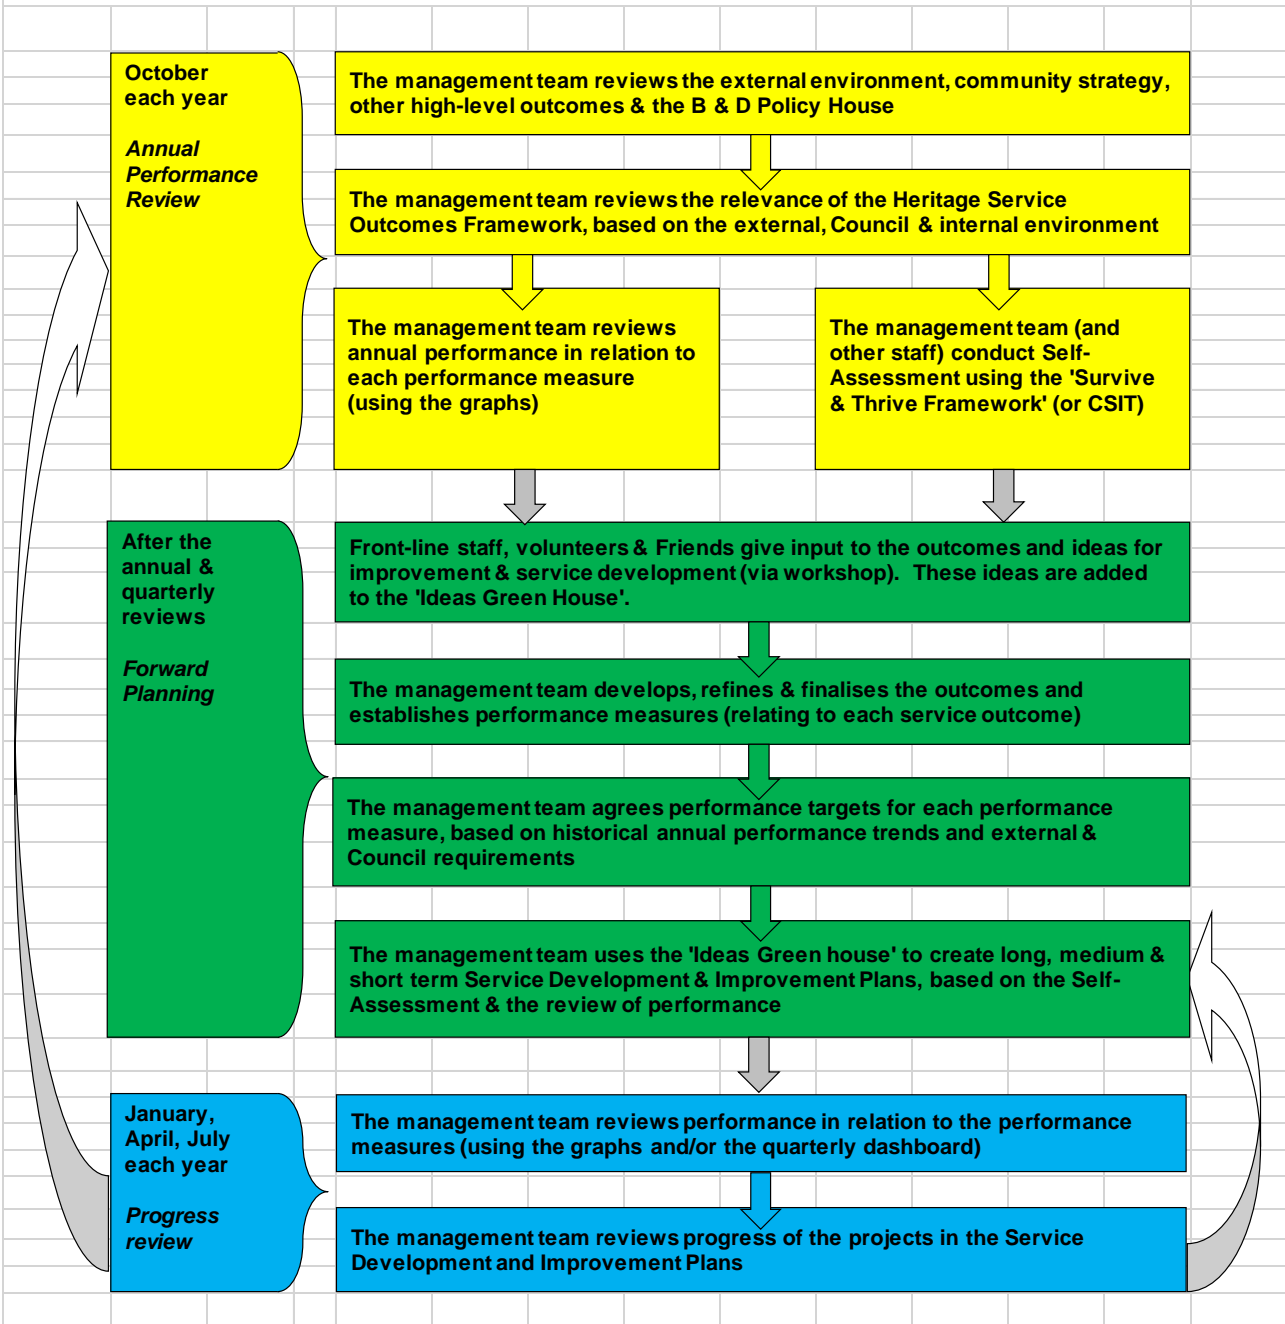 October
each year
Annual
Performance
Review
The management team reviews the external environment, community strategy,
other high-level outcomes & the B & D Policy House
The management team reviews the relevance of the Heritage Service
Outcomes Framework, based on the external, Council & internal environment
The management team reviews
annual performance in relation to
each performance measure
(using the graphs)
The management team (and
other staff) conduct Self-
Assessment using the 'Survive
& Thrive Framework' (or CSIT)
After the
annual &
quarterly
reviews
Forward
Planning
Front-line staff, volunteers & Friends give input to the outcomes and ideas for
improvement & service development (via workshop). These ideas are added
to the 'Ideas Green House'.
The management team develops, refines & finalises the outcomes and
establishes performance measures (relating to each service outcome)
The management team agrees performance targets for each performance
measure, based on historical annual performance trends and external &
Council requirements
The management team uses the 'Ideas Green house' to create long, medium &
short term Service Development & Improvement Plans, based on the Self-
Assessment & the review of performance
January,
April, July
each year
Progress
review
The management team reviews performance in relation to the performance
measures (using the graphs and/or the quarterly dashboard)
The management team reviews progress of the projects in the Service
Development and Improvement Plans